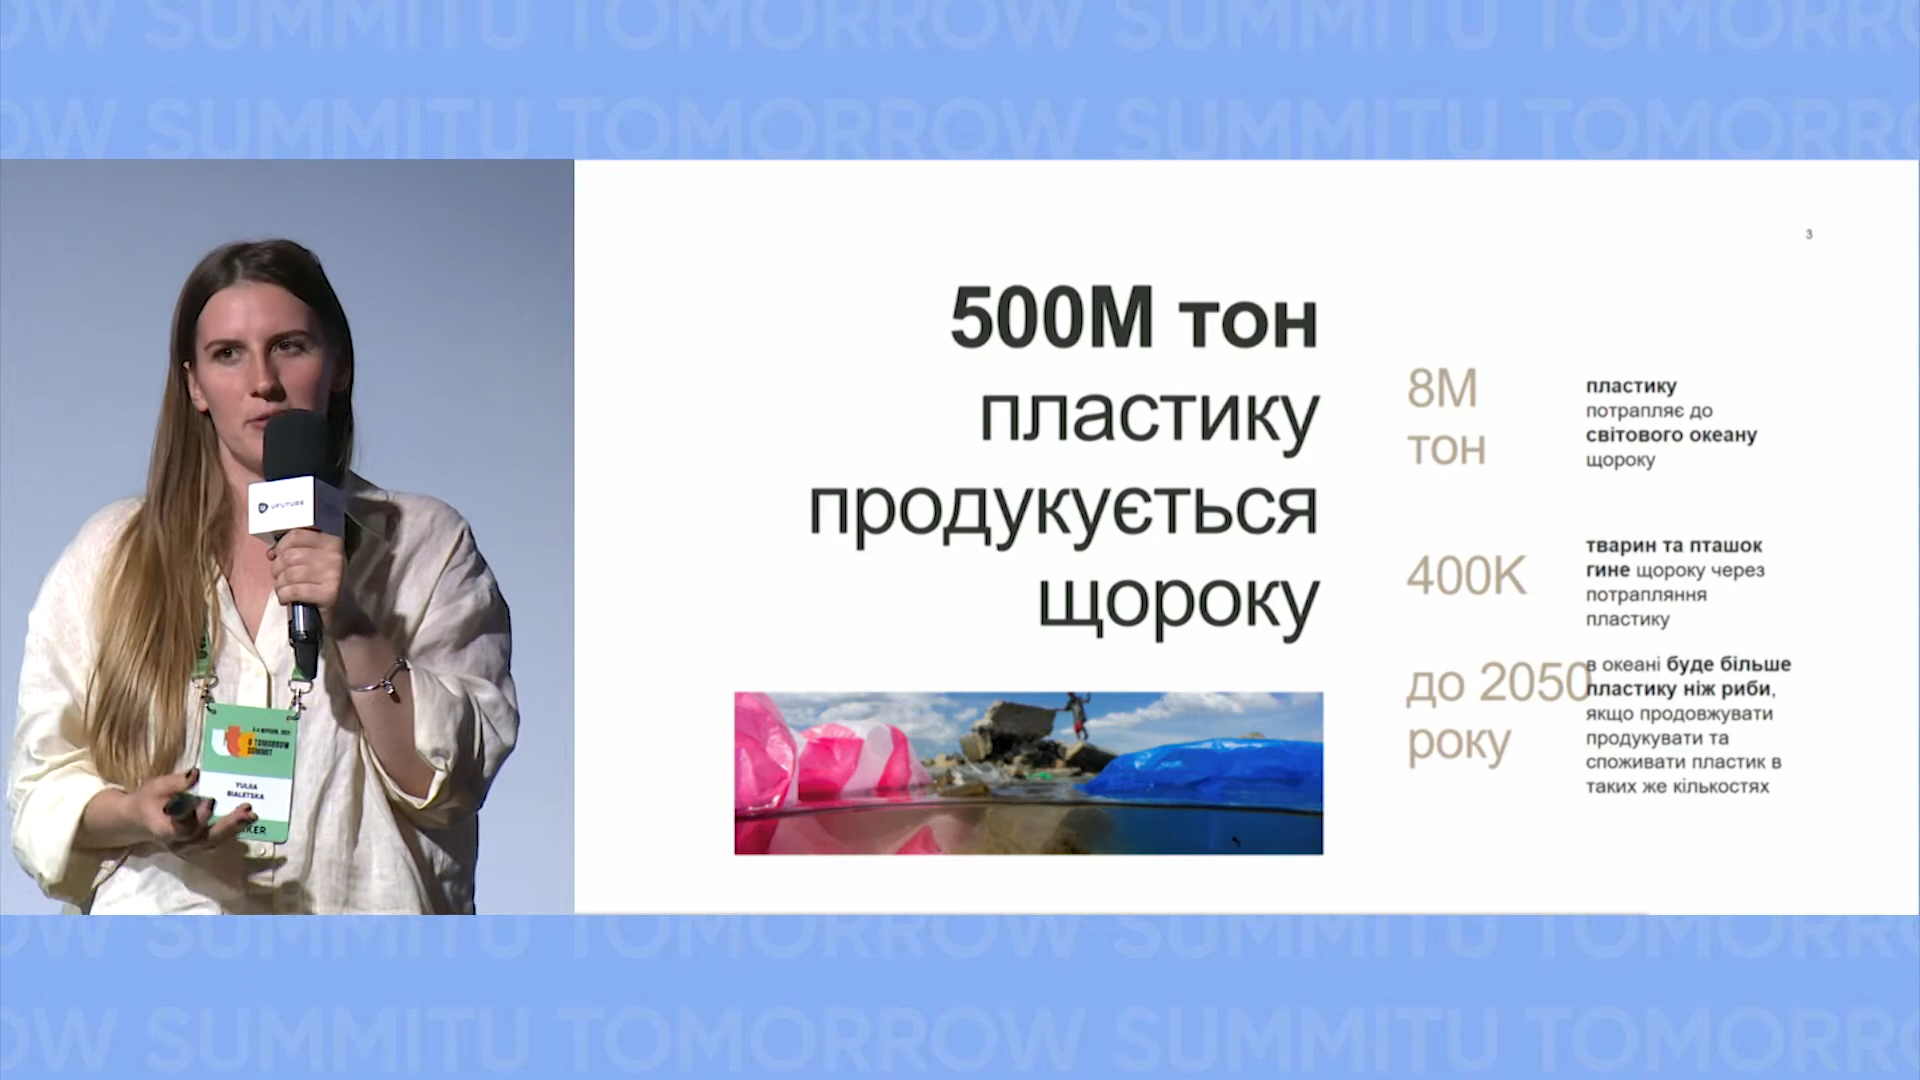 OW SUMMITU TOMORROW SUMMITU TOMORR
OW SUMMITU TOMORROW SUMMITU TOMORR
3
500М тон
пластику
продукується
щороку
8М
тон
пластику
потрапляє до
світового океану
щороку
400К
тварин та пташок
гине щороку через
потрапляння
пластику
до 2050
року
в океані буде більше
пластику ніж риби,
якщо продовжувати
продукувати та
споживати пластик в
таких же кількостях
UFUTURE
U TOMORROW
SUMMIT
YULIIA
BIALETSKA
OW SUMMITU TOMORROW SUMMITU TOMORR
OW SUMMITU TOMORROW SUMMITU TOMORR